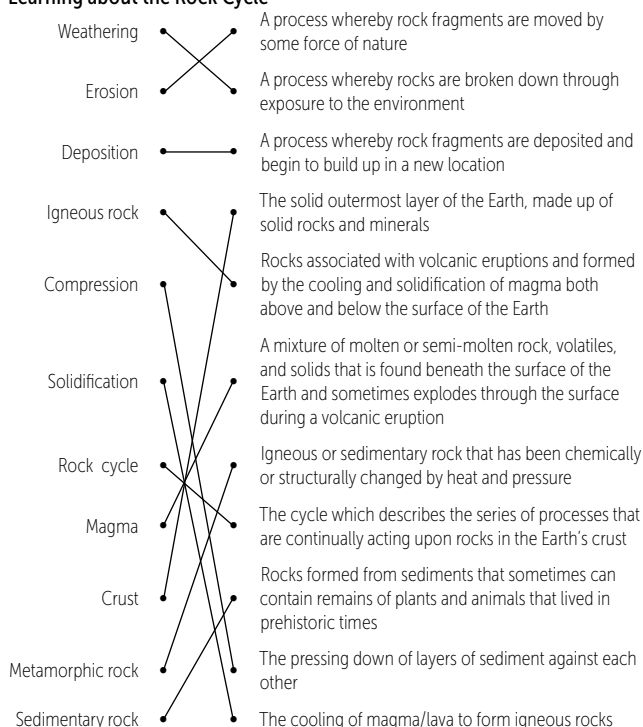 Learning about the Rock Cycle
Weathering
A process whereby rock fragments are moved by
some force of nature
Erosion
A process whereby rocks are broken down through
exposure to the environment
Deposition
A process whereby rock fragments are deposited and
begin to build up in a new location
Igneous rock
The solid outermost layer of the Earth, made up of
solid rocks and minerals
Compression
Rocks associated with volcanic eruptions and formed
by the cooling and solidification of magma both
above and below the surface of the Earth
Solidification
A mixture of molten or semi-molten rock, volatiles,
and solids that is found beneath the surface of the
Earth and sometimes explodes through the surface
during a volcanic eruption
Rock cycle
Igneous or sedimentary rock that has been chemically
or structurally changed by heat and pressure
Magma
The cycle which describes the series of processes that
are continually acting upon rocks in the Earth's crust
Crust
Rocks formed from sediments that sometimes can
contain remains of plants and animals that lived in
prehistoric times
Metamorphic rock
The pressing down of layers of sediment against each
other
Sedimentary rock
The cooling of magma/lava to form igneous rocks